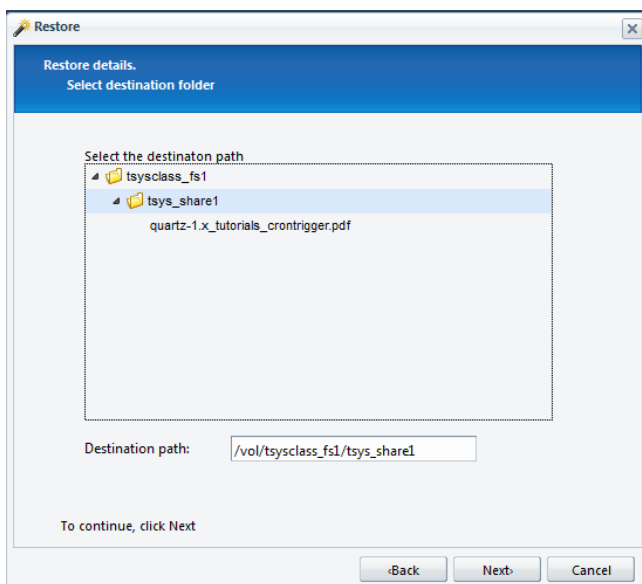 Restore
Restore details.
Select destination folder
Select the destinaton path
tsysclass_fs1
tsys_share1
quartz-1.x_tutorials_crontrigger.pdf
Destination path: /vol/tsysclass_fs1/tsys_share1
To continue, click Next
‹Back Next› Cancel